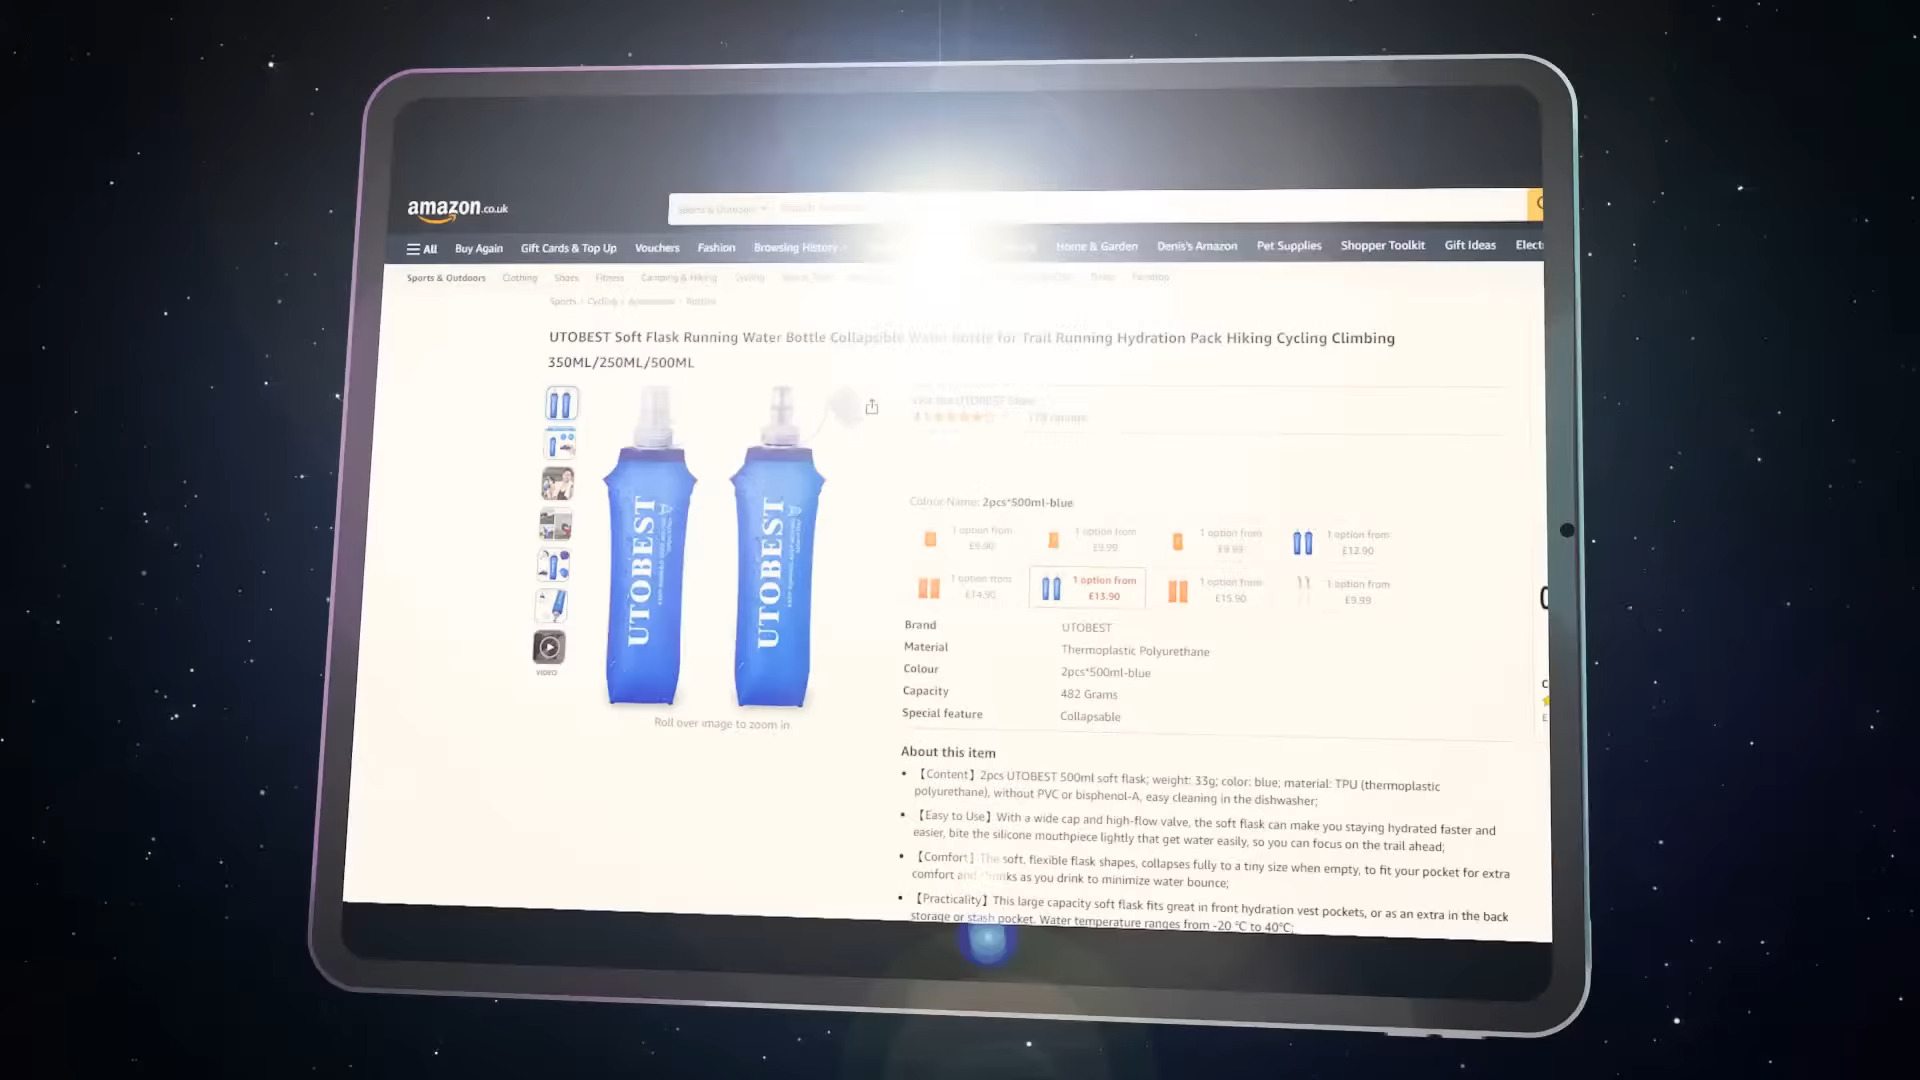 amazon.co.uk
Sports & Outdoors
All Buy Again Gift Cards & Top Up Vouchers Fashion Browsing History Home & Garden Denis's Amazon Pet Supplies Shopper Toolkit Gift Ideas Elect
Sports & Outdoors Clothing Shoes Fitness Camping & Hiking Cycling
Sports › Cycling › Accessories › Bottles
UTOBEST Soft Flask Running Water Bottle Collapsible Water Bottle for Trail Running Hydration Pack Hiking Cycling Climbing
350ML/250ML/500ML
Visit the UTOBEST Store
4.1 178 ratings
UTOBEST
UTOBEST
VIDEO
Roll over image to zoom in
Colour Name: 2pcs*500ml-blue
1 option from 1 option from 1 option from 1 option from
£9.90 £9.99 £9.99 £12.90
1 option from 1 option from 1 option from 1 option from
£14.90 £13.90 £15.90 £9.99
Brand UTOBEST
Material Thermoplastic Polyurethane
Colour 2pcs*500ml-blue
Capacity 482 Grams
Special feature Collapsable
About this item
• 【Content】2pcs UTOBEST 500ml soft flask; weight: 33g; color: blue; material: TPU (thermoplastic
polyurethane), without PVC or bisphenol-A, easy cleaning in the dishwasher;
• 【Easy to Use】With a wide cap and high-flow valve, the soft flask can make you staying hydrated faster and
easier, bite the silicone mouthpiece lightly that get water easily, so you can focus on the trail ahead;
• 【Comfort】The soft, flexible flask shapes, collapses fully to a tiny size when empty, to fit your pocket for extra
comfort and shrinks as you drink to minimize water bounce;
• 【Practicality】This large capacity soft flask fits great in front hydration vest pockets, or as an extra in the back
storage or stash pocket. Water temperature ranges from -20 °C to 40°C;